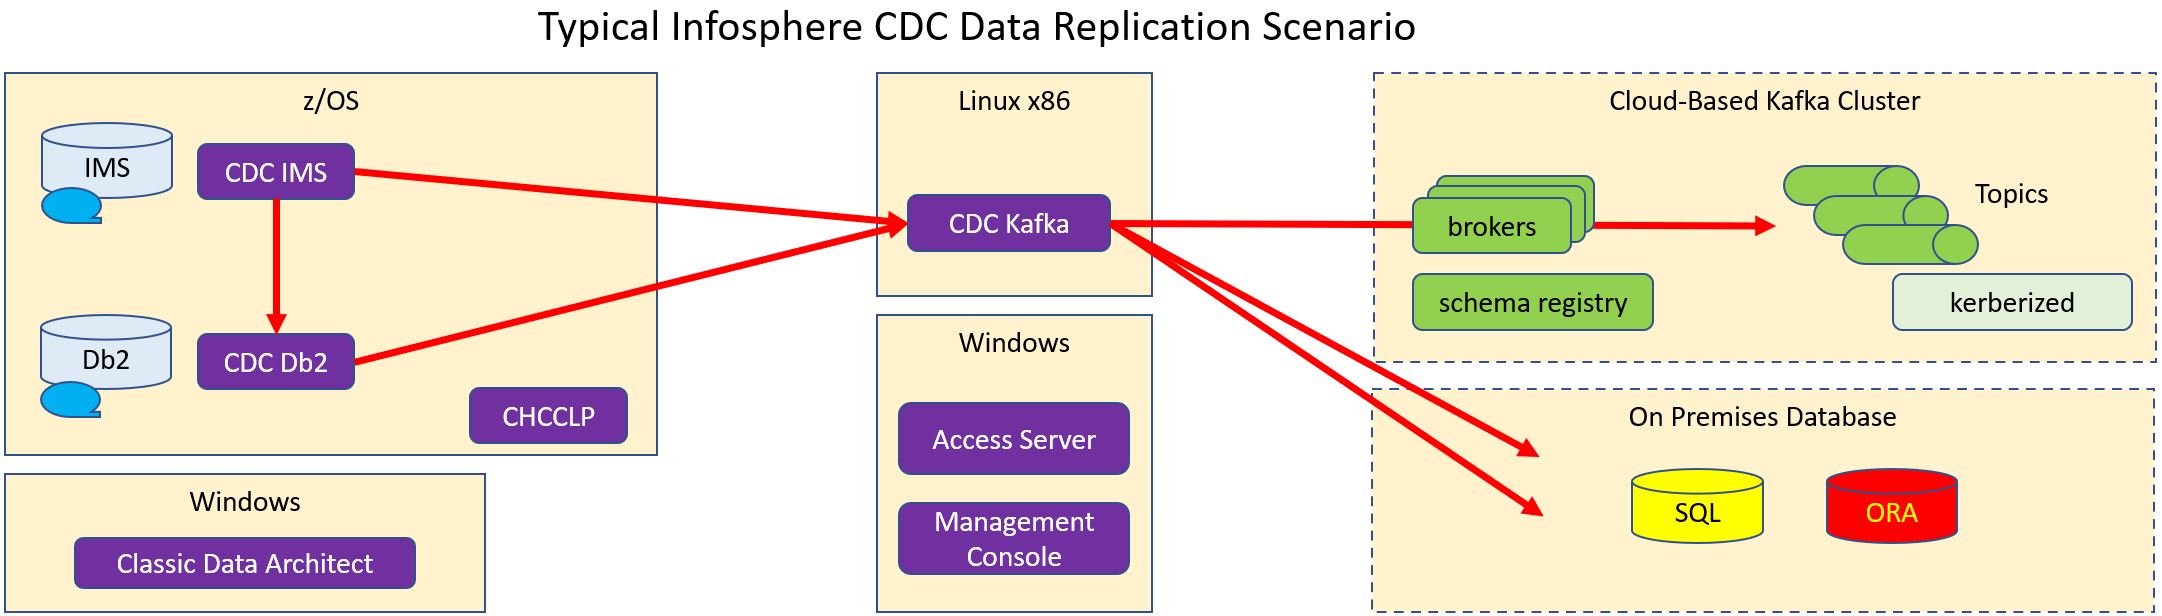 Typical Infosphere CDC Data Replication Scenario
z/OS
IMS
CDC IMS
Db2
CDC Db2
CHCCLP
Windows
Classic Data Architect
Linux x86
CDC Kafka
Windows
Access Server
Management
Console
Cloud-Based Kafka Cluster
brokers
Topics
schema registry
kerberized
On Premises Database
SQL
ORA